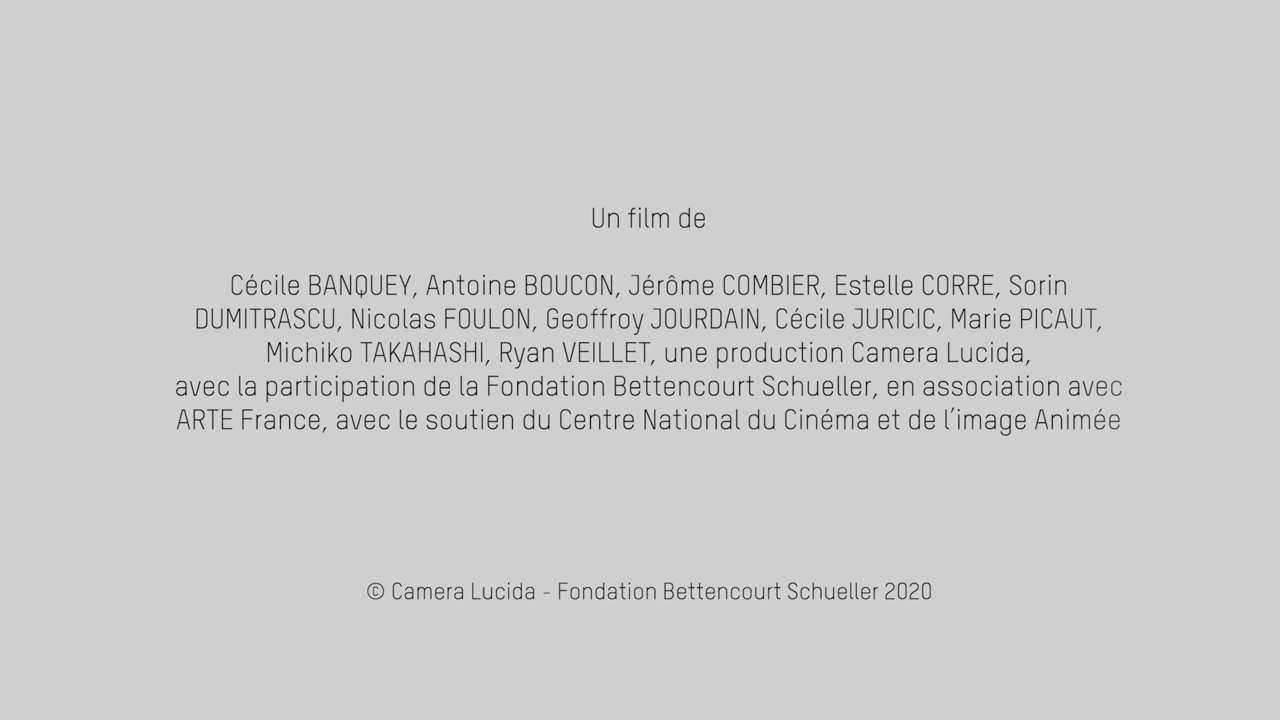 Un film de
Cécile BANQUEY, Antoine BOUCON, Jérôme COMBIER, Estelle CORRE, Sorin
DUMITRASCU, Nicolas FOULON, Geoffroy JOURDAIN, Cécile JURICIC, Marie PICAUT,
Michiko TAKAHASHI, Ryan VEILLET, une production Camera Lucida,
avec la participation de la Fondation Bettencourt Schueller, en association avec
ARTE France, avec le soutien du Centre National du Cinéma et de l'image Animée
© Camera Lucida - Fondation Bettencourt Schueller 2020